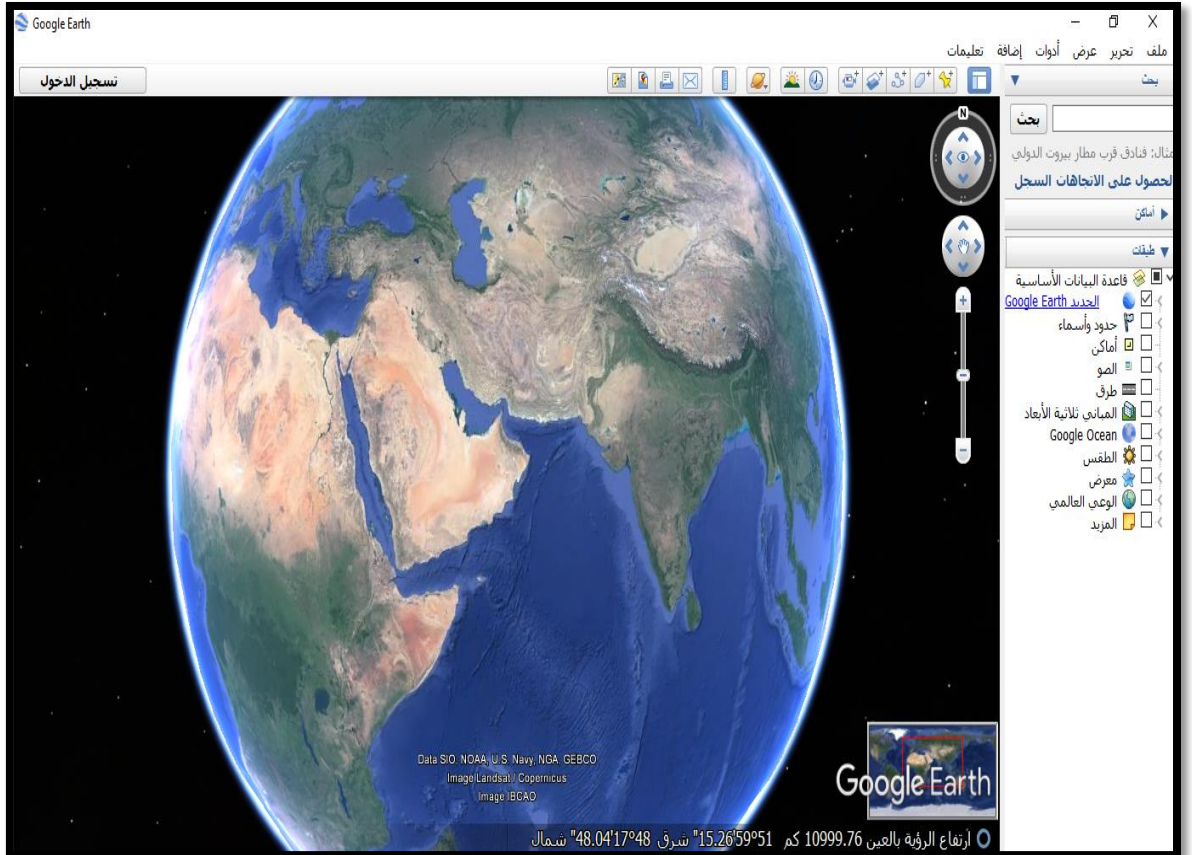 Google Earth
ملف تحرير عرض أدوات إضافة تعليمات
تسجيل الدخول
بحث
بحث
مثال: فنادق قرب مطار بيروت الدولي
لحصول على الاتجاهات السجل
أماكن
طبقات
قاعدة البيانات الأساسية
الجديد Google Earth
حدود وأسماء
أماكن
الصو
طرق
المباني ثلاثية الأبعاد
Google Ocean
الطقس
معرض
الوعي العالمي
المزيد
N
Data SIO, NOAA, U.S. Navy, NGA, GEBCO
Image Landsat / Copernicus
Image IBCAO
Google Earth
ارتفاع الرؤية بالعين 10999.76 كم 51°59'15.26" شرق 48°17'48.04" شمال